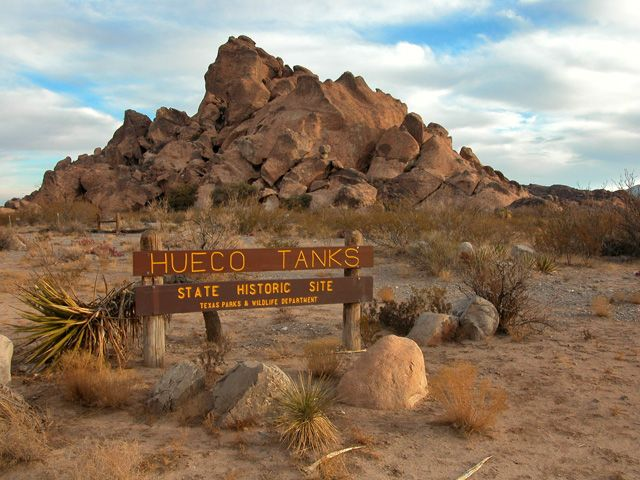 HUECO TANKS
STATE HISTORIC SITE
TEXAS PARKS & WILDLIFE DEPARTMENT